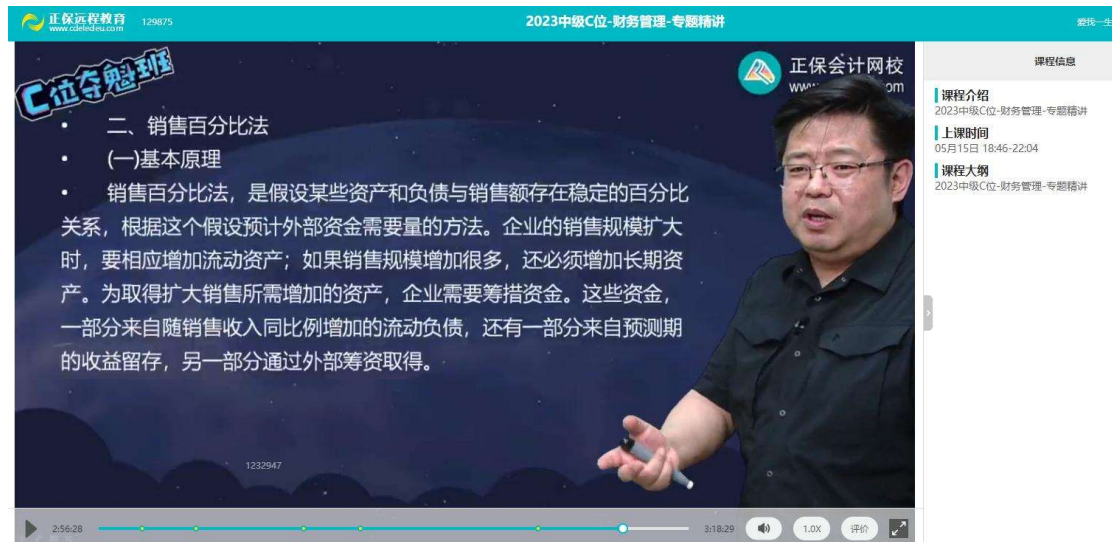 正保远程教育
www.cdeledu.com
129875
2023中级C位-财务管理-专题精讲
爱我一生
C位夺魁班
正保会计网校
www.
om
• 二、销售百分比法
• (一)基本原理
• 销售百分比法，是假设某些资产和负债与销售额存在稳定的百分比
关系，根据这个假设预计外部资金需要量的方法。企业的销售规模扩大
时，要相应增加流动资产；如果销售规模增加很多，还必须增加长期资
产。为取得扩大销售所需增加的资产，企业需要筹措资金。这些资金，
一部分来自随销售收入同比例增加的流动负债，还有一部分来自预测期
的收益留存，另一部分通过外部筹资取得。
1232947
2:56:28
3:18:29
1.0X
评价
课程信息
课程介绍
2023中级C位-财务管理-专题精讲
上课时间
05月15日 18:46-22:04
课程大纲
2023中级C位-财务管理-专题精讲